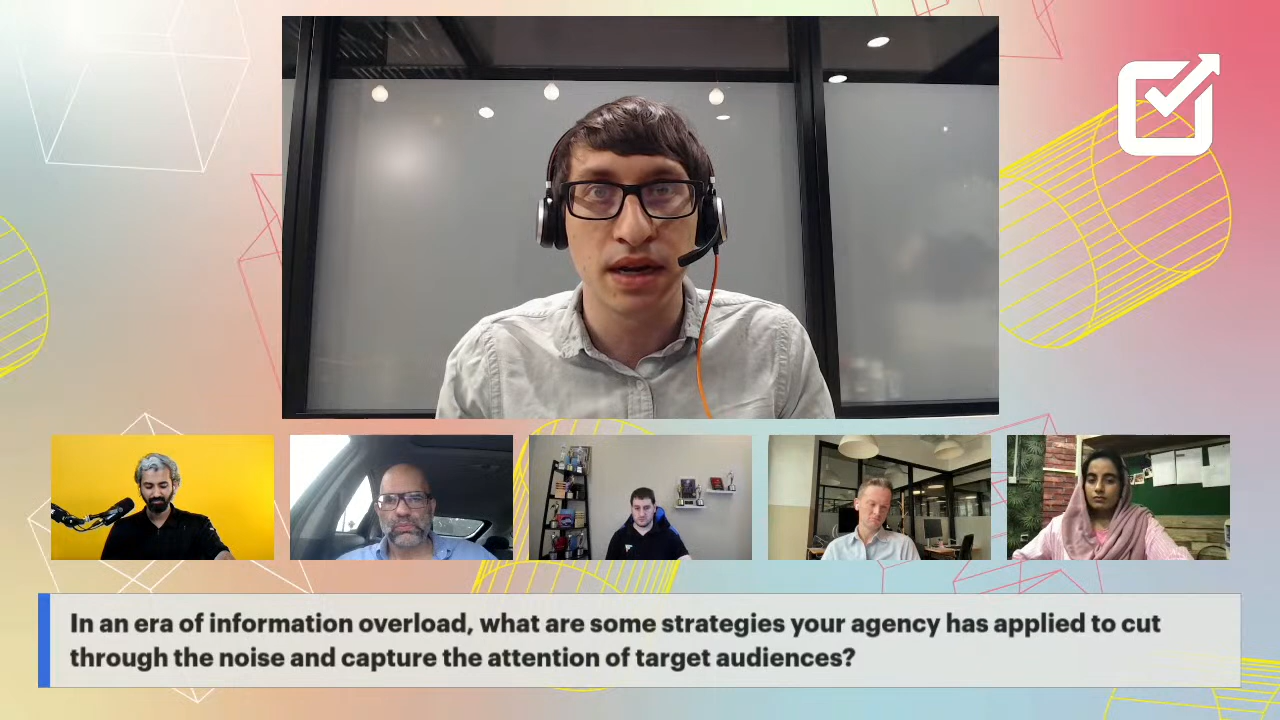 In an era of information overload, what are some strategies your agency has applied to cut
through the noise and capture the attention of target audiences?